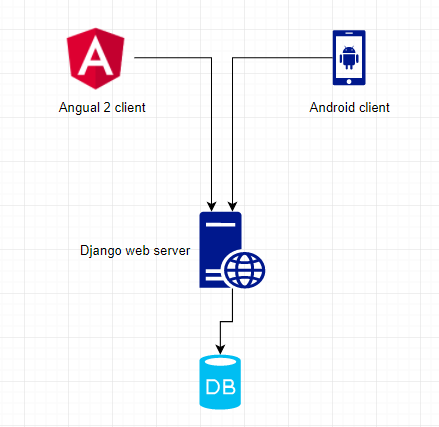 A
Angual 2 client
Android client
Django web server
DB